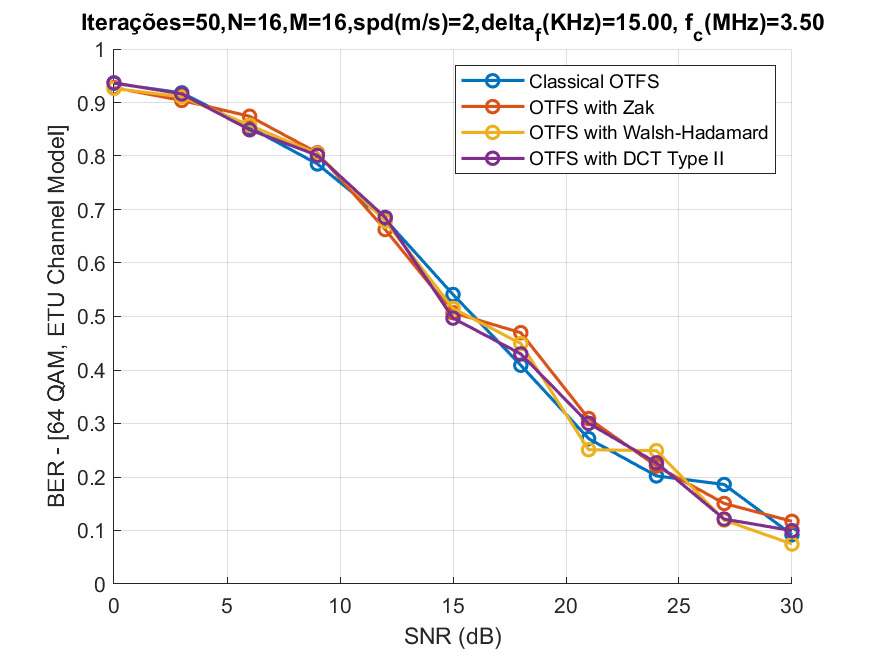 Iterações=50,N=16,M=16,spd(m/s)=2,delta_f(KHz)=15.00, f_c(MHz)=3.50
1
0.9
0.8
0.7
0.6
0.5
0.4
0.3
0.2
0.1
0
BER - [64 QAM, ETU Channel Model]
Classical OTFS
OTFS with Zak
OTFS with Walsh-Hadamard
OTFS with DCT Type II
0 5 10 15 20 25 30
SNR (dB)